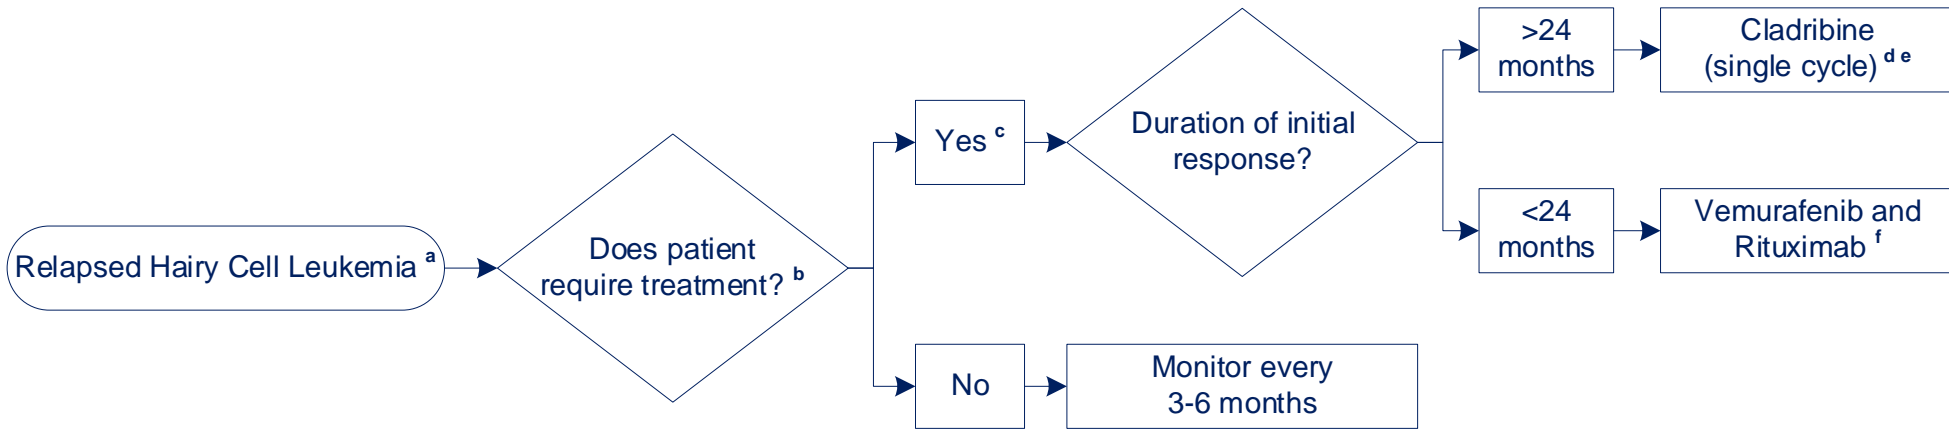 Relapsed Hairy Cell Leukemia a
Does patient
require treatment? b
Yes c
Duration of initial
response?
>24
months
Cladribine
(single cycle) d e
<24
months
Vemurafenib and
Rituximab f
No
Monitor every
3-6 months